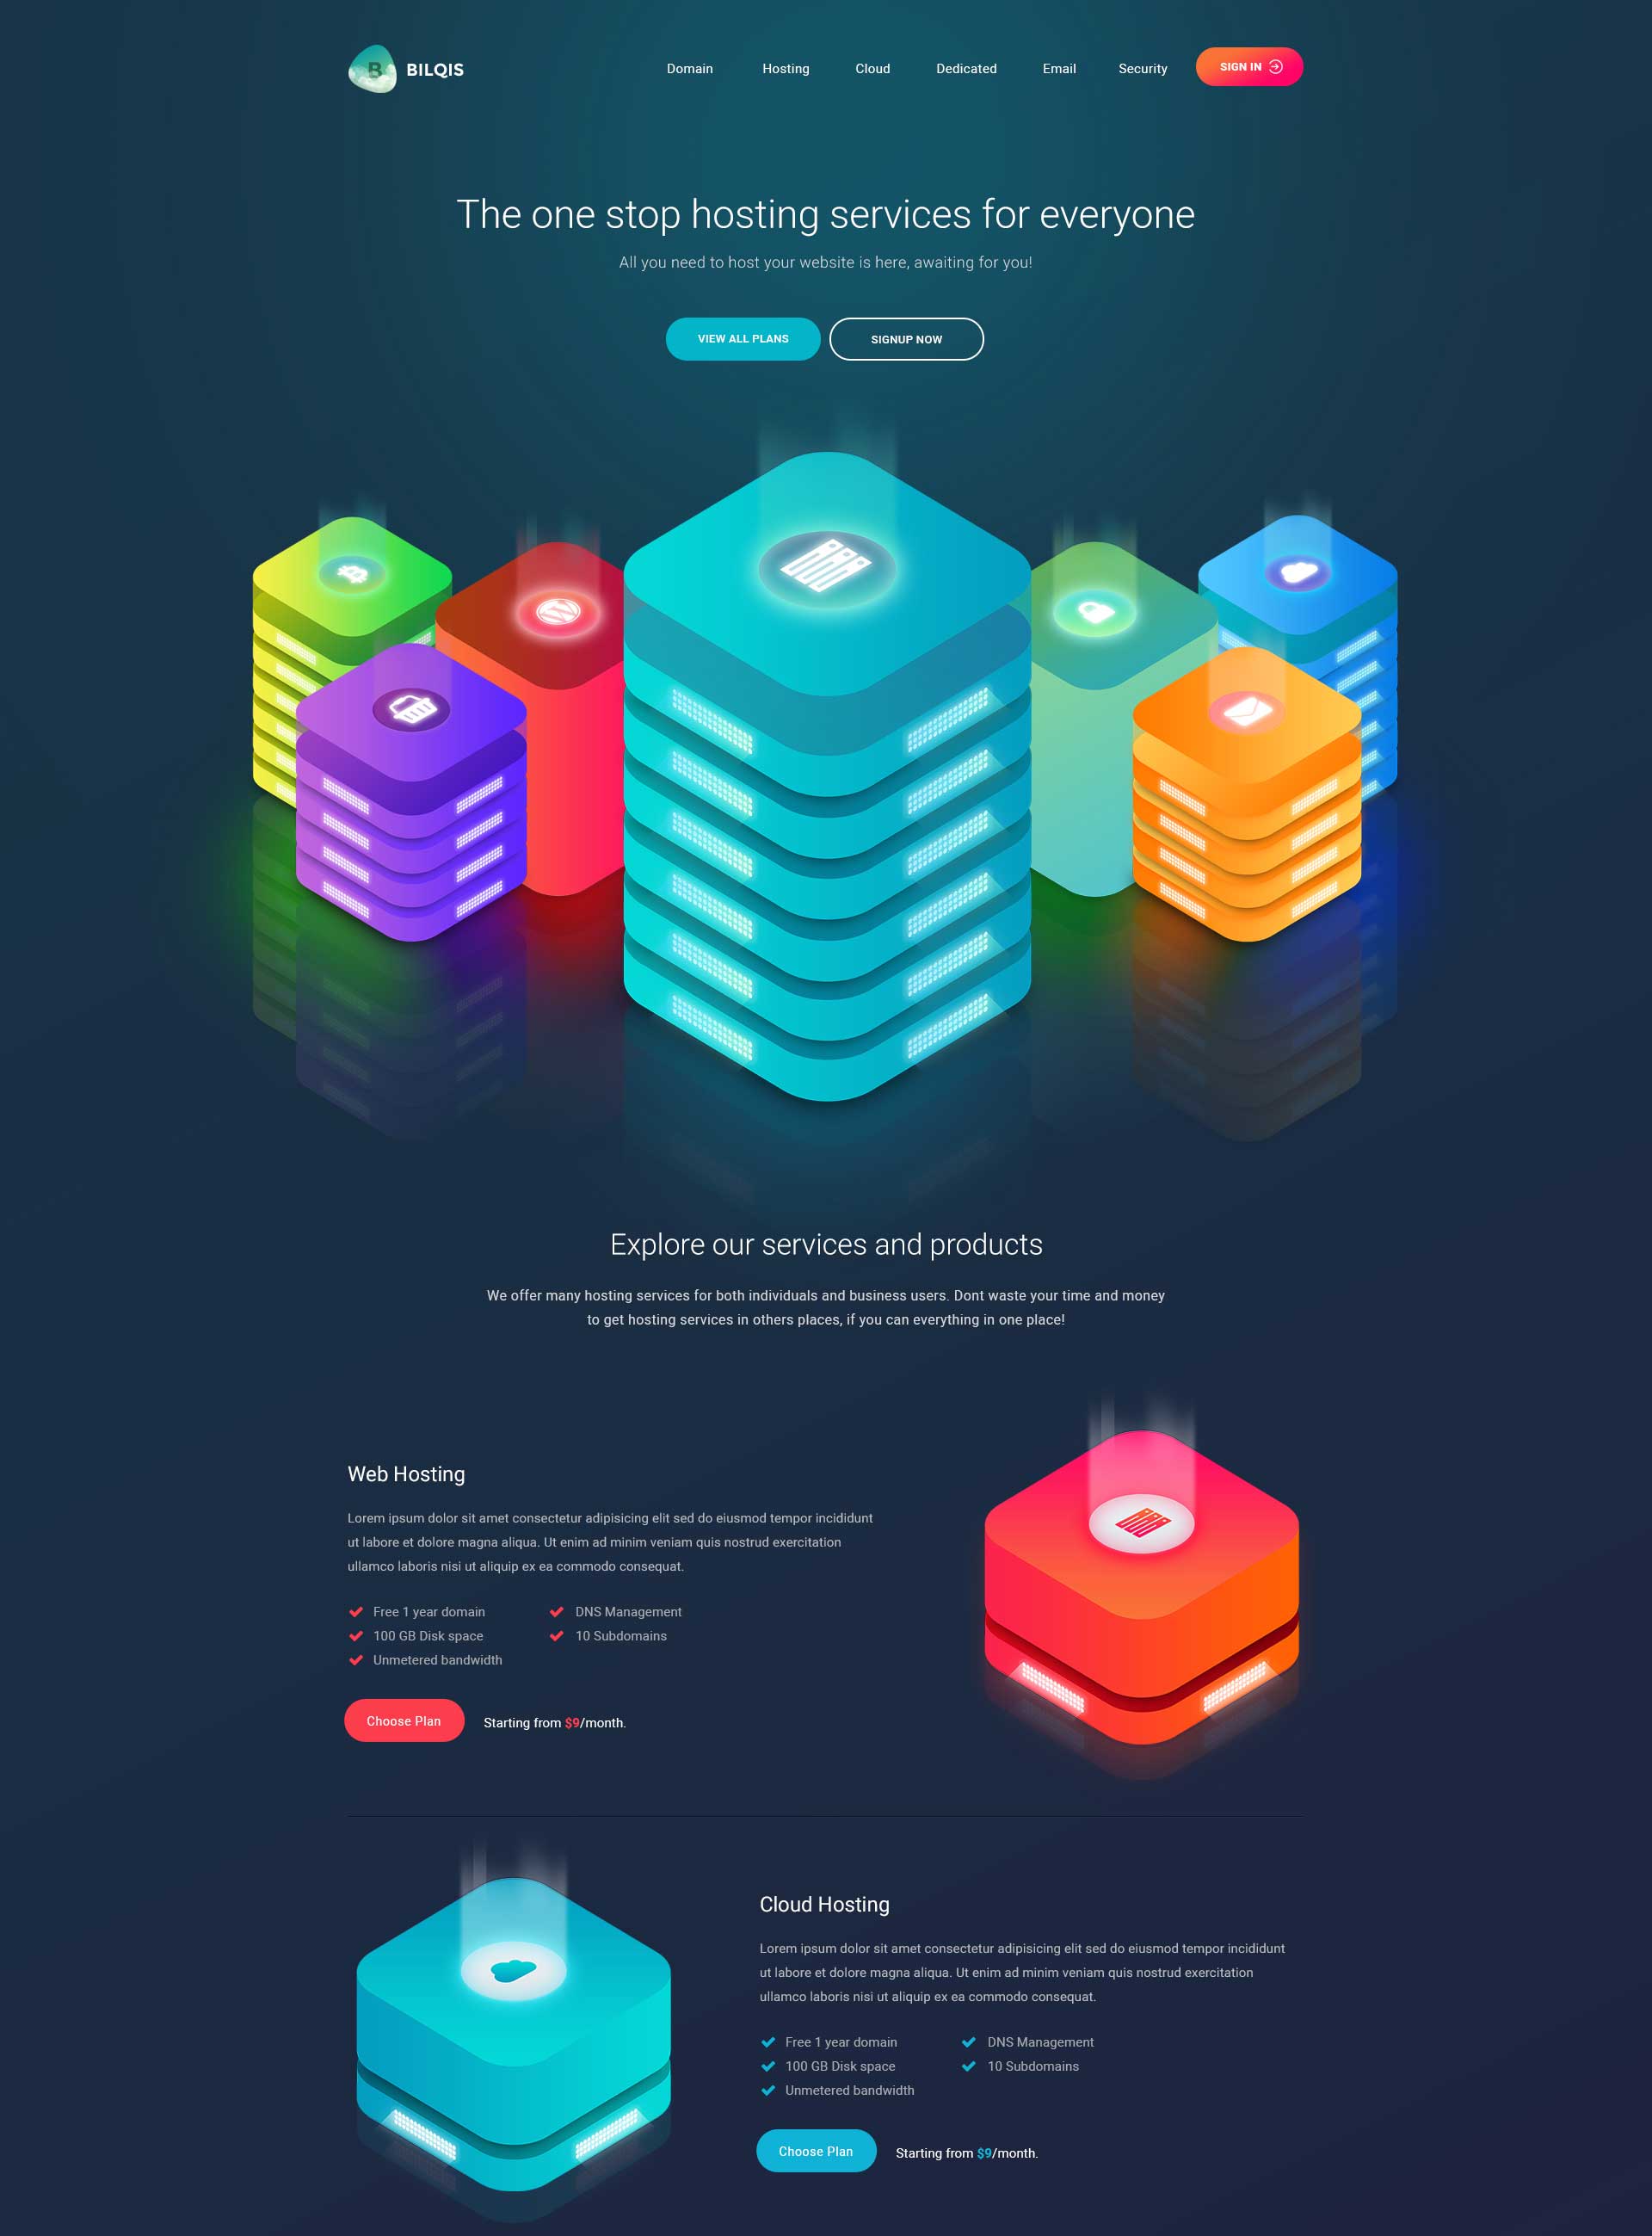 B BILQIS
Domain Hosting Cloud Dedicated Email Security SIGN IN
The one stop hosting services for everyone
All you need to host your website is here, awaiting for you!
VIEW ALL PLANS SIGNUP NOW
Explore our services and products
We offer many hosting services for both individuals and business users. Dont waste your time and money
to get hosting services in others places, if you can everything in one place!
Web Hosting
Lorem ipsum dolor sit amet consectetur adipisicing elit sed do eiusmod tempor incididunt
ut labore et dolore magna aliqua. Ut enim ad minim veniam quis nostrud exercitation
ullamco laboris nisi ut aliquip ex ea commodo consequat.
Free 1 year domain DNS Management
100 GB Disk space 10 Subdomains
Unmetered bandwidth
Choose Plan Starting from $9/month.
Cloud Hosting
Lorem ipsum dolor sit amet consectetur adipisicing elit sed do eiusmod tempor incididunt
ut labore et dolore magna aliqua. Ut enim ad minim veniam quis nostrud exercitation
ullamco laboris nisi ut aliquip ex ea commodo consequat.
Free 1 year domain DNS Management
100 GB Disk space 10 Subdomains
Unmetered bandwidth
Choose Plan Starting from $9/month.